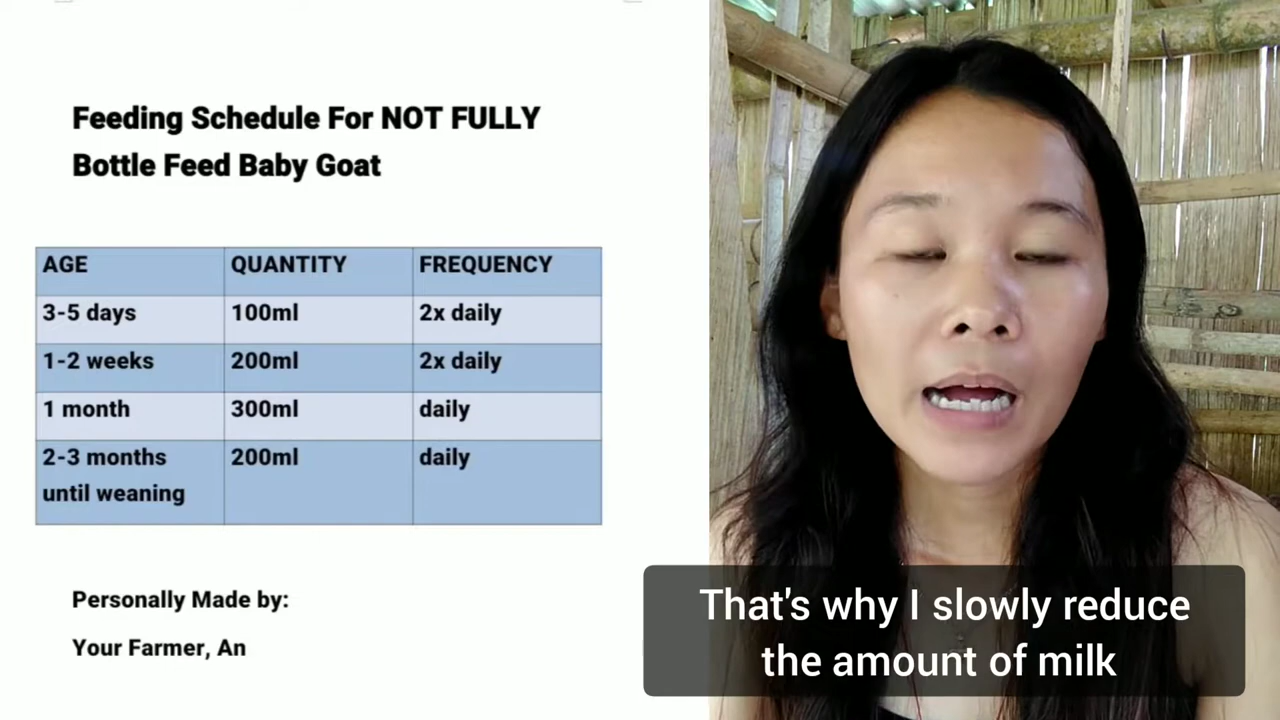 Feeding Schedule For NOT FULLY
Bottle Feed Baby Goat
AGE QUANTITY FREQUENCY
3-5 days 100ml 2x daily
1-2 weeks 200ml 2x daily
1 month 300ml daily
2-3 months 200ml daily
until weaning
Personally Made by:
Your Farmer, An
That's why I slowly reduce
the amount of milk